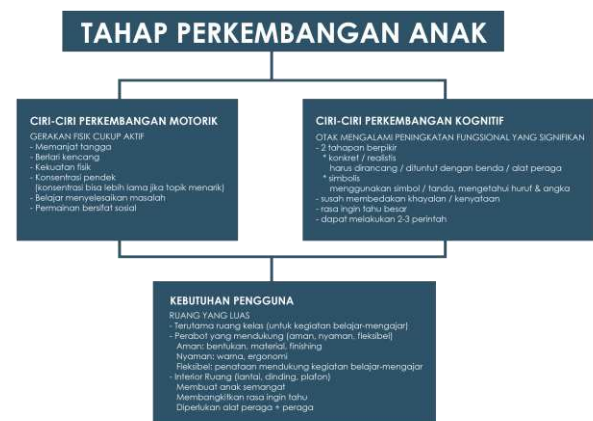 TAHAP PERKEMBANGAN ANAK
CIRI-CIRI PERKEMBANGAN MOTORIK
GERAKAN FISIK CUKUP AKTIF
- Memanjat tangga
- Berlari kencang
- Kekuatan fisik
- Konsentrasi pendek
(konsentrasi bisa lebih lama jika topik menarik)
- Belajar menyelesaikan masalah
- Permainan bersifat sosial
CIRI-CIRI PERKEMBANGAN KOGNITIF
OTAK MENGALAMI PENINGKATAN FUNGSIONAL YANG SIGNIFIKAN
- 2 tahapan berpikir
* konkret / realistis
harus dirancang / dituntut dengan benda / alat peraga
* simbolis
menggunakan simbol / tanda, mengetahui huruf & angka
- susah membedakan khayalan / kenyataan
- rasa ingin tahu besar
- dapat melakukan 2-3 perintah
KEBUTUHAN PENGGUNA
RUANG YANG LUAS
- Terutama ruang kelas (untuk kegiatan belajar-mengajar)
- Perabot yang mendukung (aman, nyaman, fleksibel)
Aman: bentukan, material, finishing
Nyaman: warna, ergonomi
Fleksibel: penataan mendukung kegiatan belajar-mengajar
- Interior Ruang (lantai, dinding, plafon)
Membuat anak semangat
Membangkitkan rasa ingin tahu
Diperlukan alat peraga + peraga